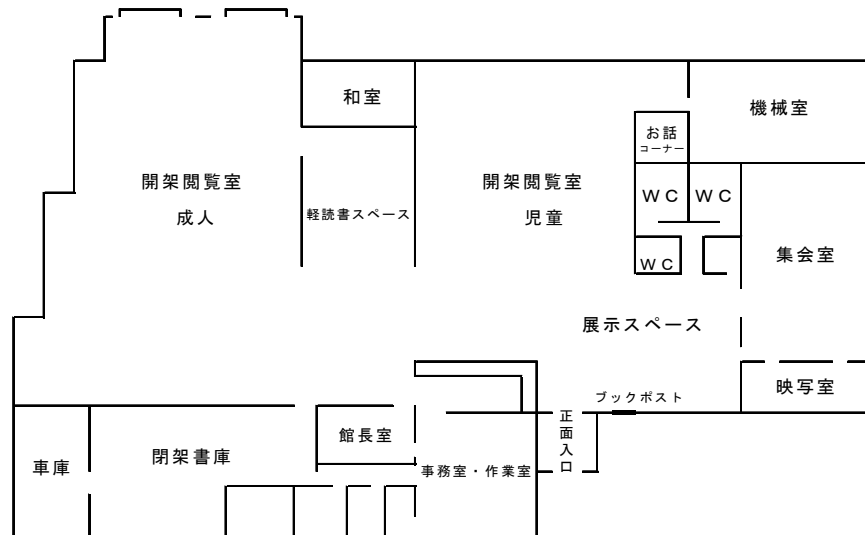 和室
機械室
お話
コーナー
開架閲覧室
成人
軽読書スペース
開架閲覧室
児童
ＷＣ
ＷＣ
ＷＣ
集会室
展示スペース
映写室
ブックポスト
正面入口
館長室
車庫
閉架書庫
事務室・作業室